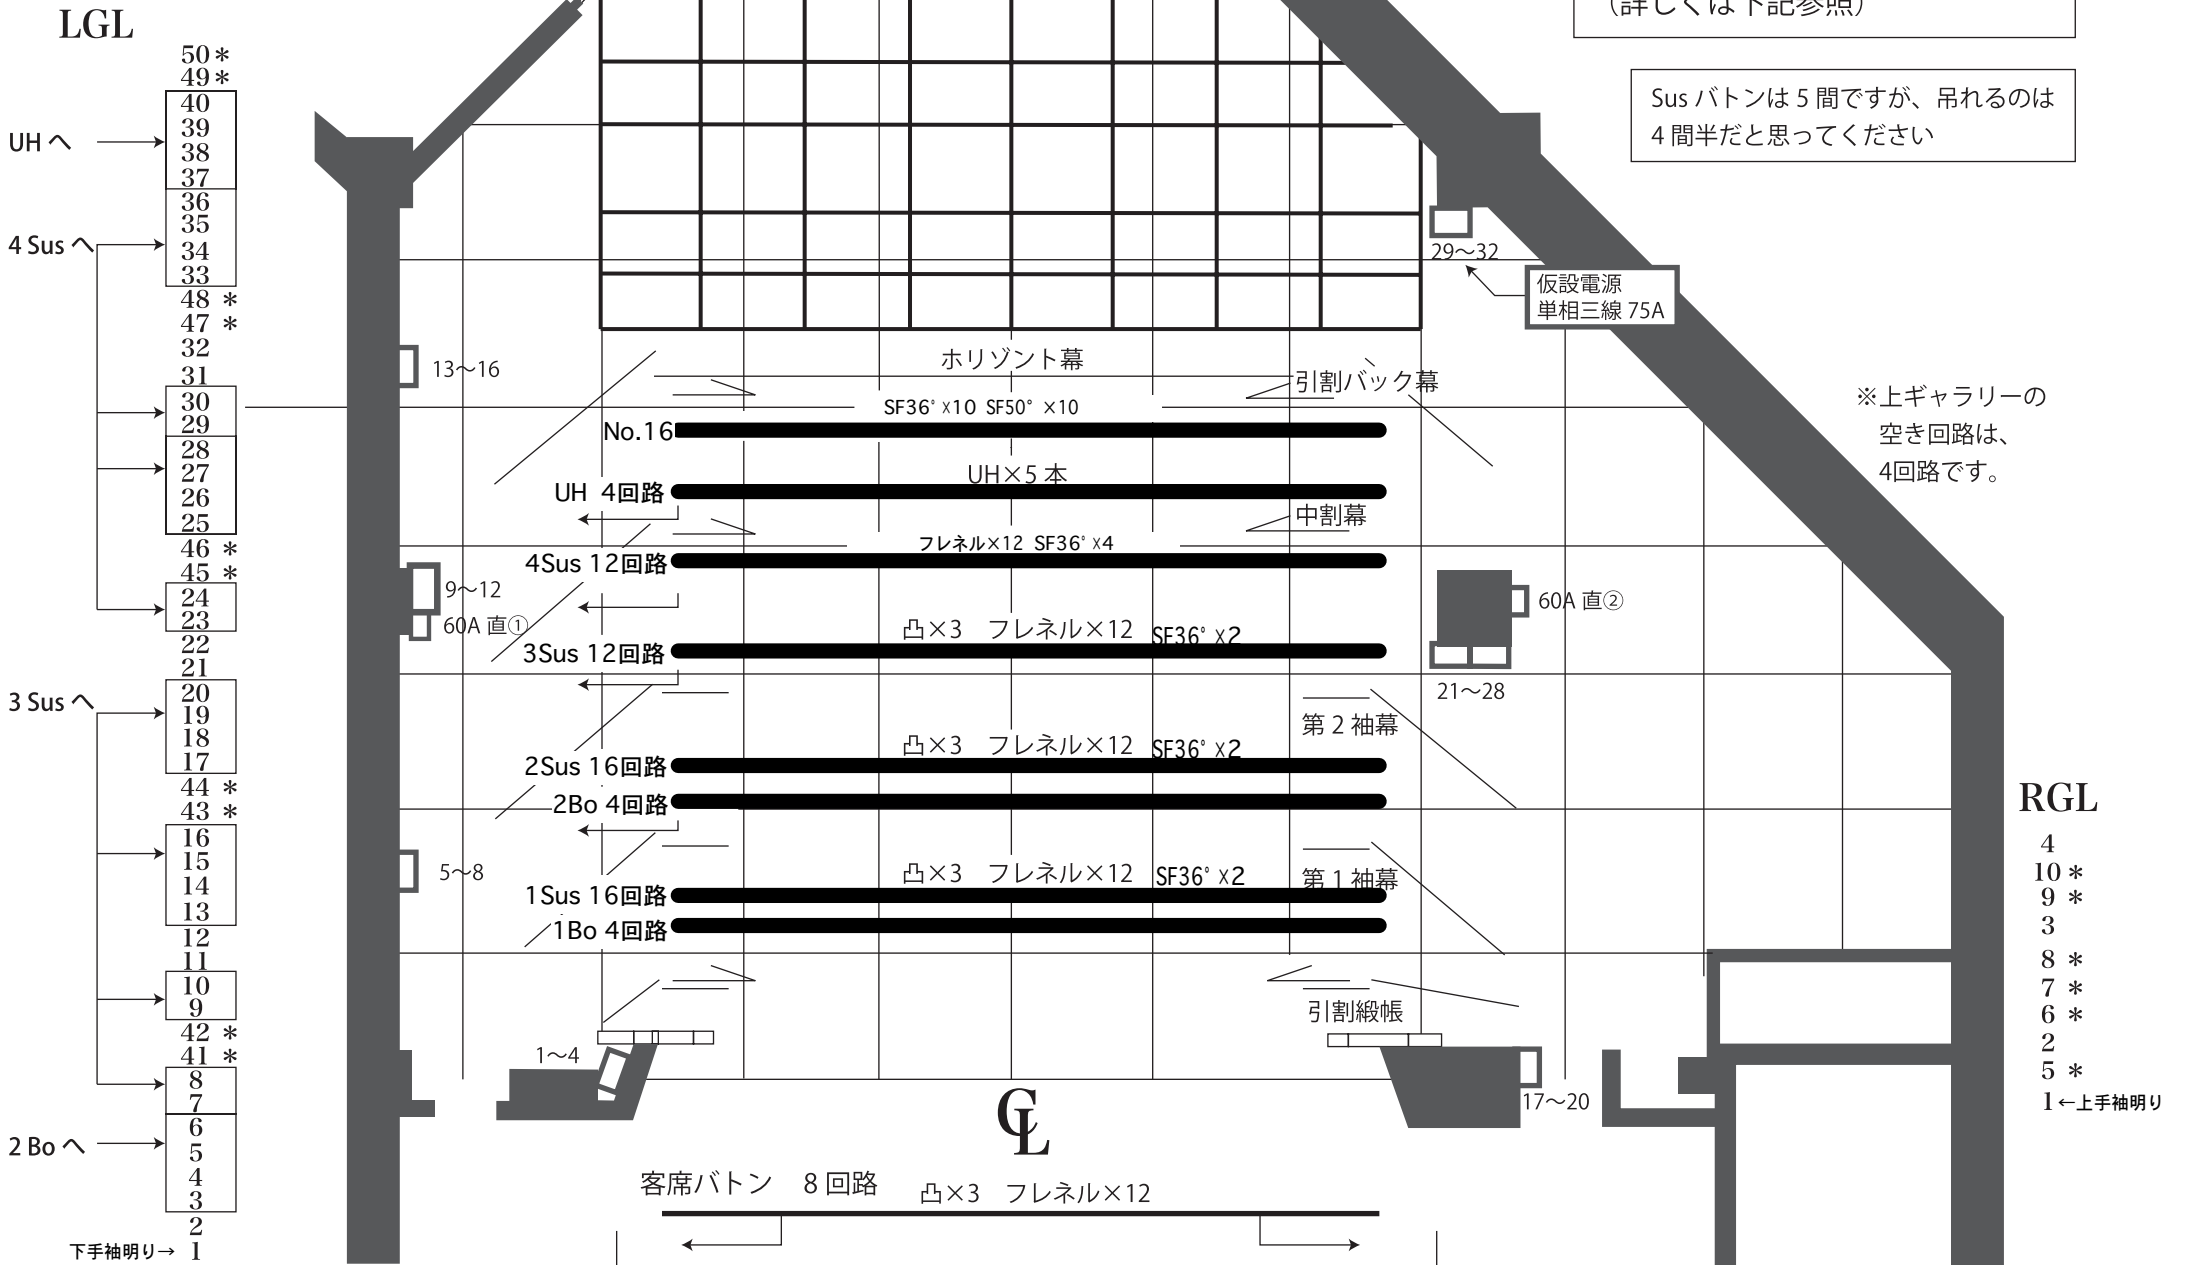 LGL
50 *
49 *
40
39
38
37
36
35
34
33
48 *
47 *
32
31
30
29
28
27
26
25
46 *
45 *
24
23
22
21
20
19
18
17
44 *
43 *
16
15
14
13
12
11
10
9
42 *
41 *
8
7
6
5
4
3
2
下手袖明り→ 1
UH へ
4 Sus へ
3 Sus へ
2 Bo へ
（詳しくは下記参照）
Sus バトンは 5 間ですが、吊れるのは
4 間半だと思ってください
29～32
仮設電源
単相三線 75A
13～16
ホリゾント幕
引割バック幕
SF36° ×10 SF50° ×10
No.16
UH×5 本
UH 4回路
中割幕
フレネル×12 SF36° ×4
4Sus 12回路
9～12
60A 直①
60A 直②
凸×3 フレネル×12 SF36° ×2
3Sus 12回路
21～28
第 2 袖幕
凸×3 フレネル×12 SF36° ×2
2Sus 16回路
2Bo 4回路
5～8
凸×3 フレネル×12 SF36° ×2
第 1 袖幕
1Sus 16回路
1Bo 4回路
引割緞帳
1～4
17～20
CL
客席バトン 8 回路 凸×3 フレネル×12
※上ギャラリーの
空き回路は、
4回路です。
RGL
4
10 *
9 *
3
8 *
7 *
6 *
2
5 *
1 ←上手袖明り